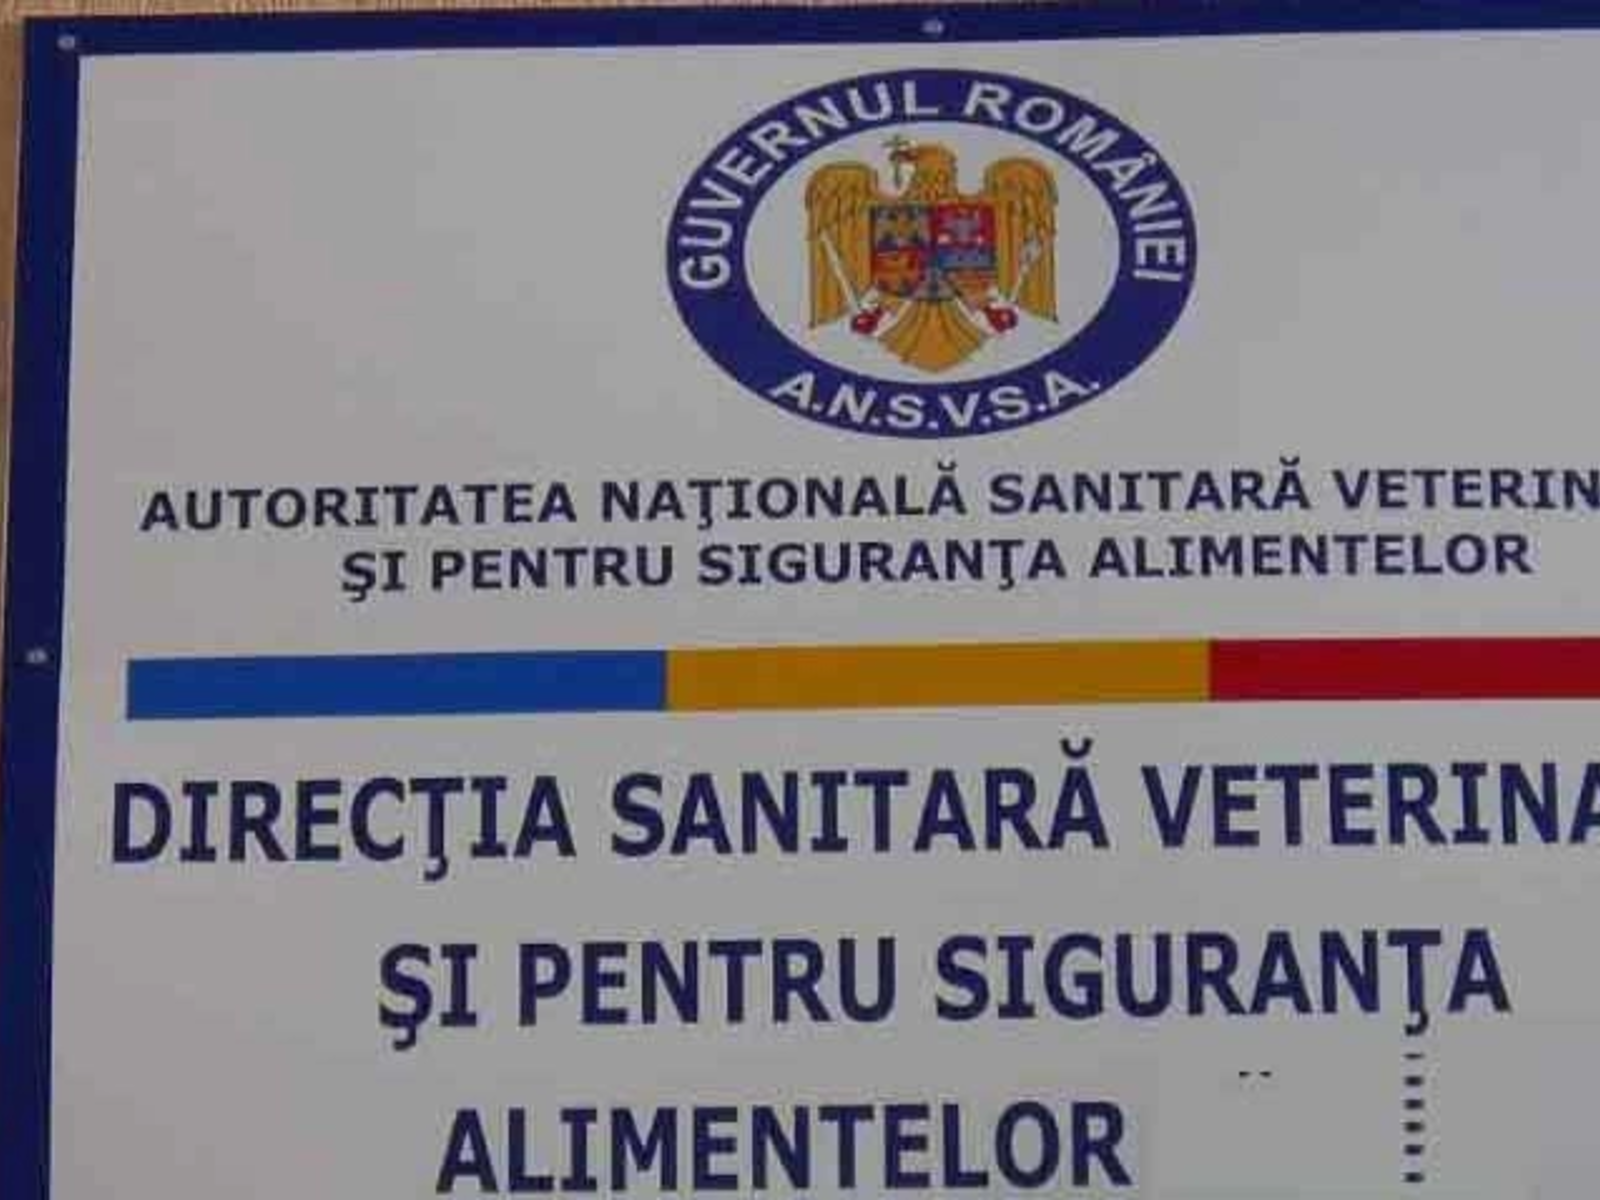 GUVERNUL ROMÂNIEI
A.N.S.V.S.A.
AUTORITATEA NAŢIONALĂ SANITARĂ VETERIN
ŞI PENTRU SIGURANŢA ALIMENTELOR
DIRECŢIA SANITARĂ VETERINA
ŞI PENTRU SIGURANŢA
ALIMENTELOR